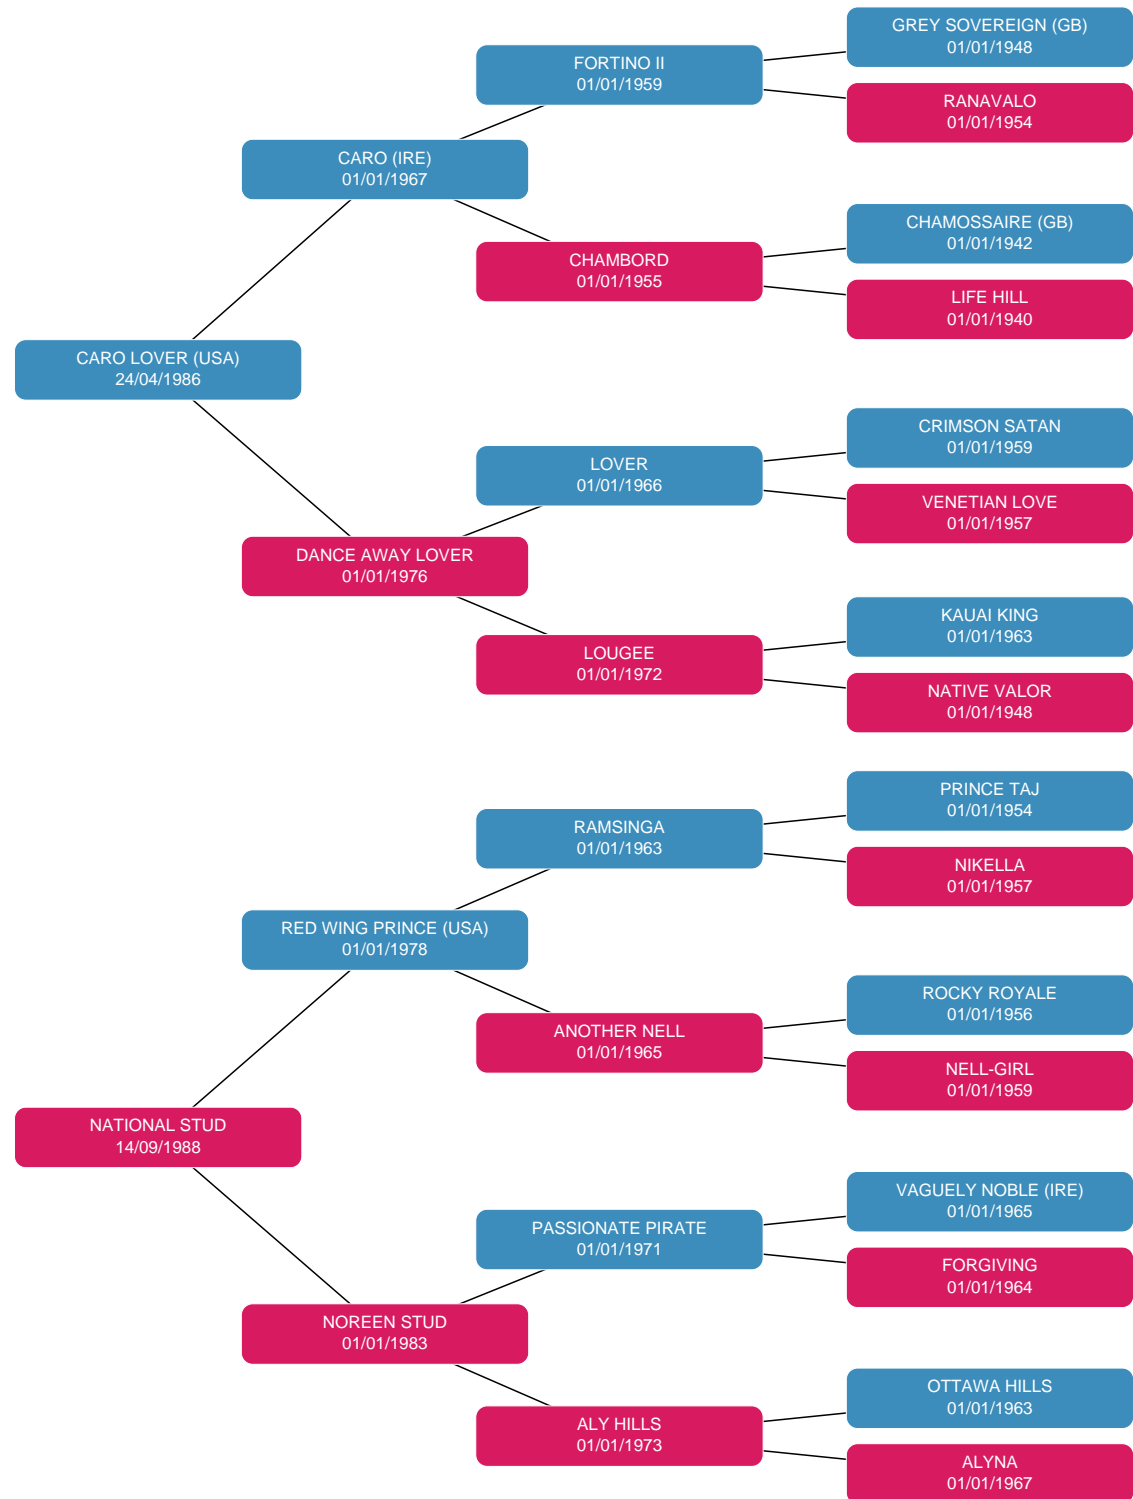 GREY SOVEREIGN (GB)
01/01/1948
FORTINO II
01/01/1959
RANAVALO
01/01/1954
CARO (IRE)
01/01/1967
CHAMOSSAIRE (GB)
01/01/1942
CHAMBORD
01/01/1955
LIFE HILL
01/01/1940
CARO LOVER (USA)
24/04/1986
CRIMSON SATAN
01/01/1959
LOVER
01/01/1966
VENETIAN LOVE
01/01/1957
DANCE AWAY LOVER
01/01/1976
KAUAI KING
01/01/1963
LOUGEE
01/01/1972
NATIVE VALOR
01/01/1948
PRINCE TAJ
01/01/1954
RAMSINGA
01/01/1963
NIKELLA
01/01/1957
RED WING PRINCE (USA)
01/01/1978
ROCKY ROYALE
01/01/1956
ANOTHER NELL
01/01/1965
NELL-GIRL
01/01/1959
NATIONAL STUD
14/09/1988
VAGUELY NOBLE (IRE)
01/01/1965
PASSIONATE PIRATE
01/01/1971
FORGIVING
01/01/1964
NOREEN STUD
01/01/1983
OTTAWA HILLS
01/01/1963
ALY HILLS
01/01/1973
ALYNA
01/01/1967